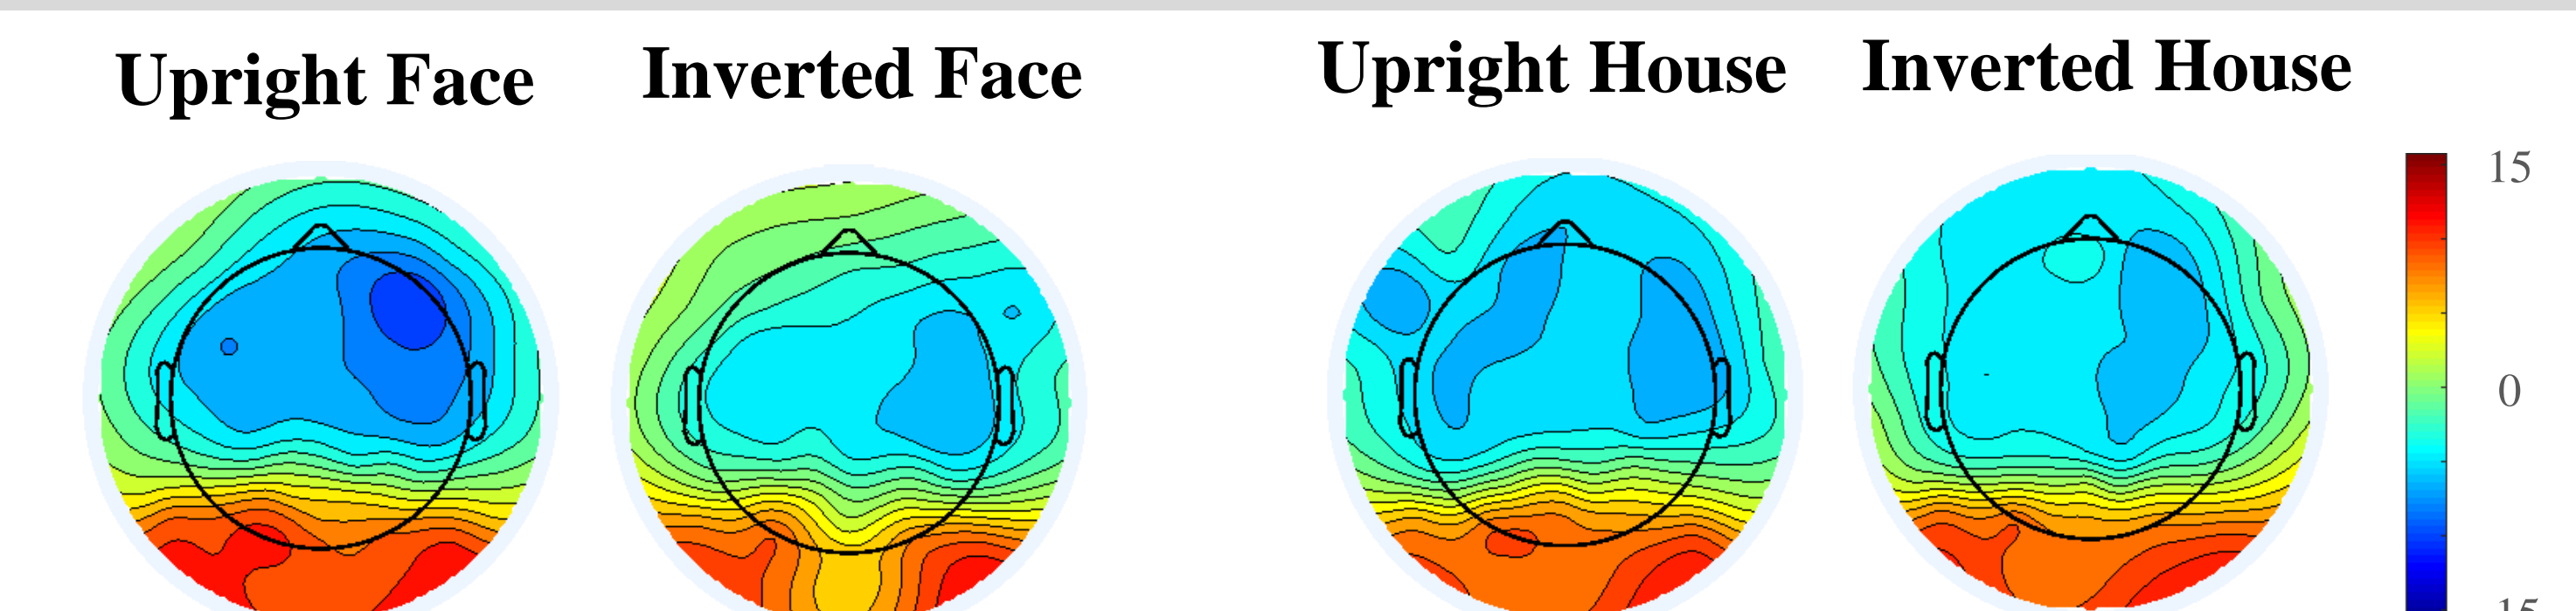 Upright Face
Inverted Face
Upright House
Inverted House
15
0